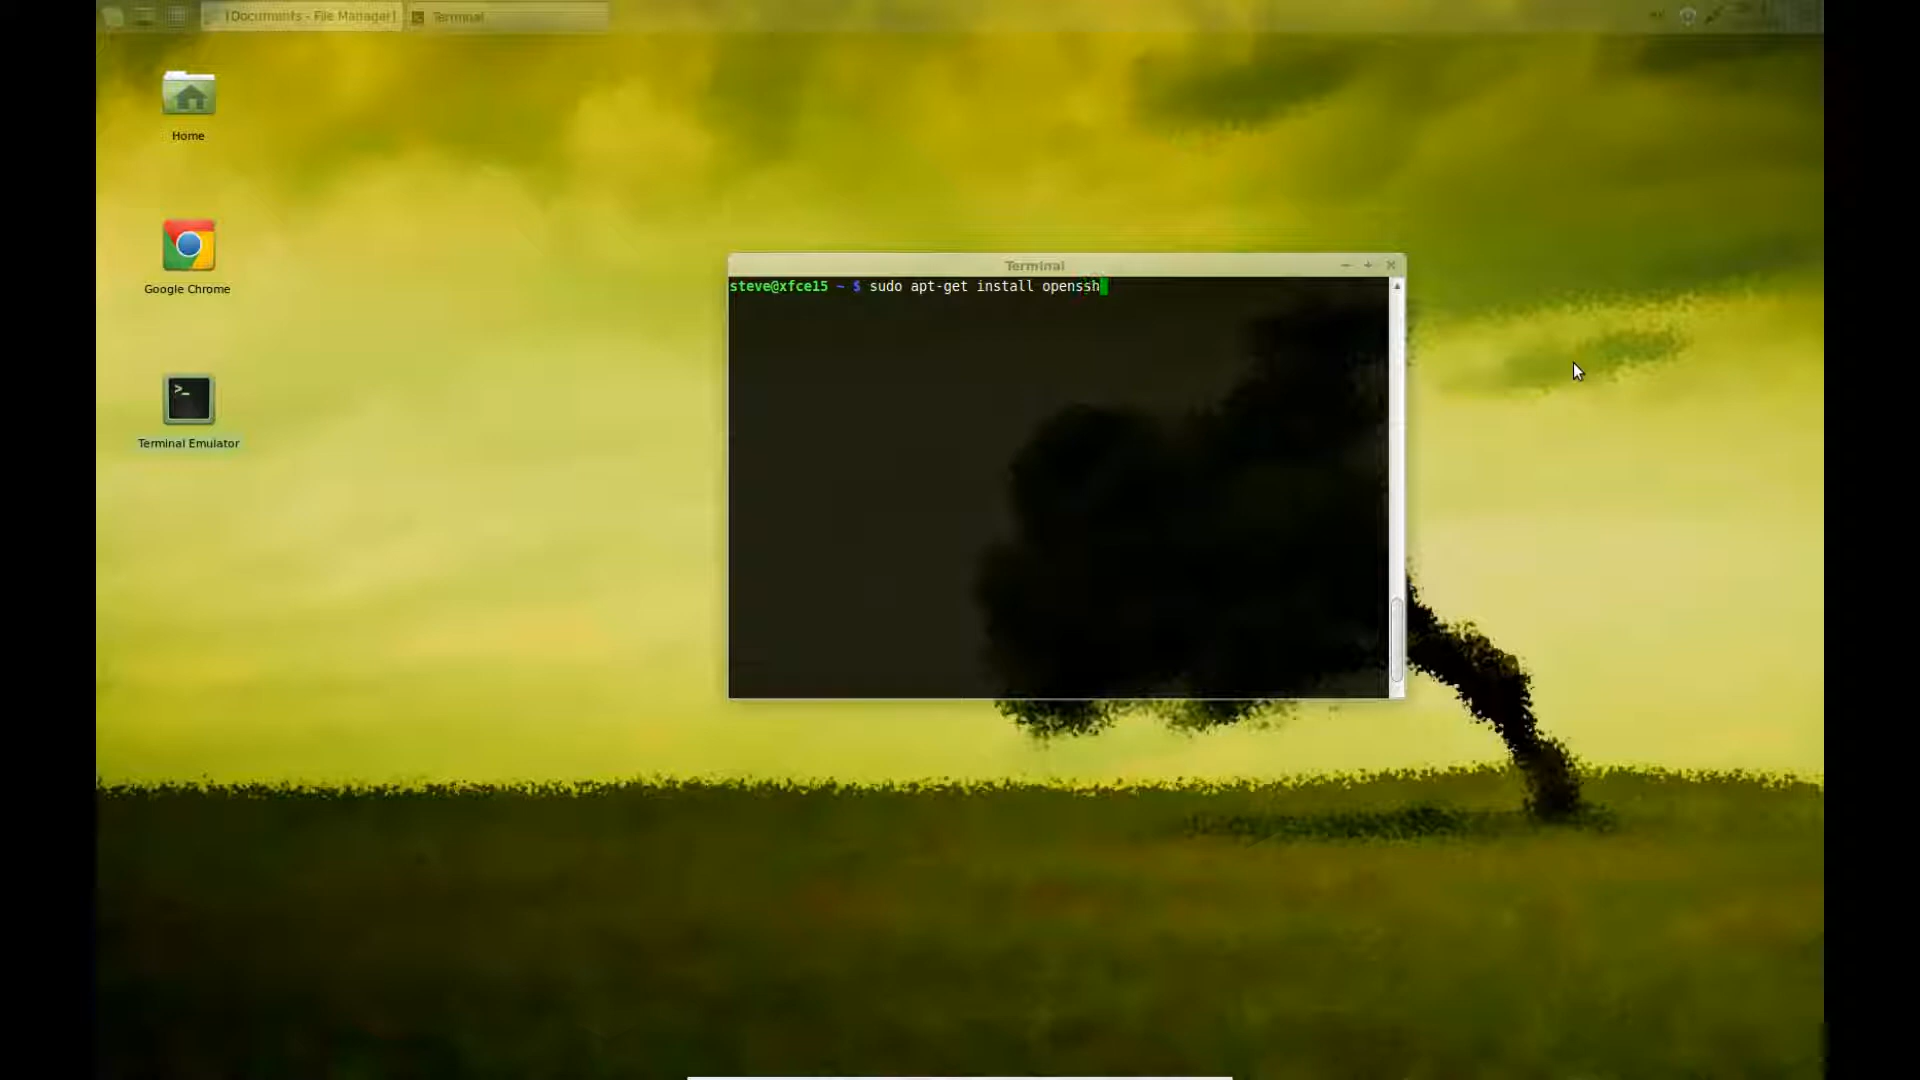 [Documents - File Manager]
Terminal
Home
Google Chrome
Terminal Emulator
Terminal
steve@xfce15 ~ $ sudo apt-get install openssh
>_